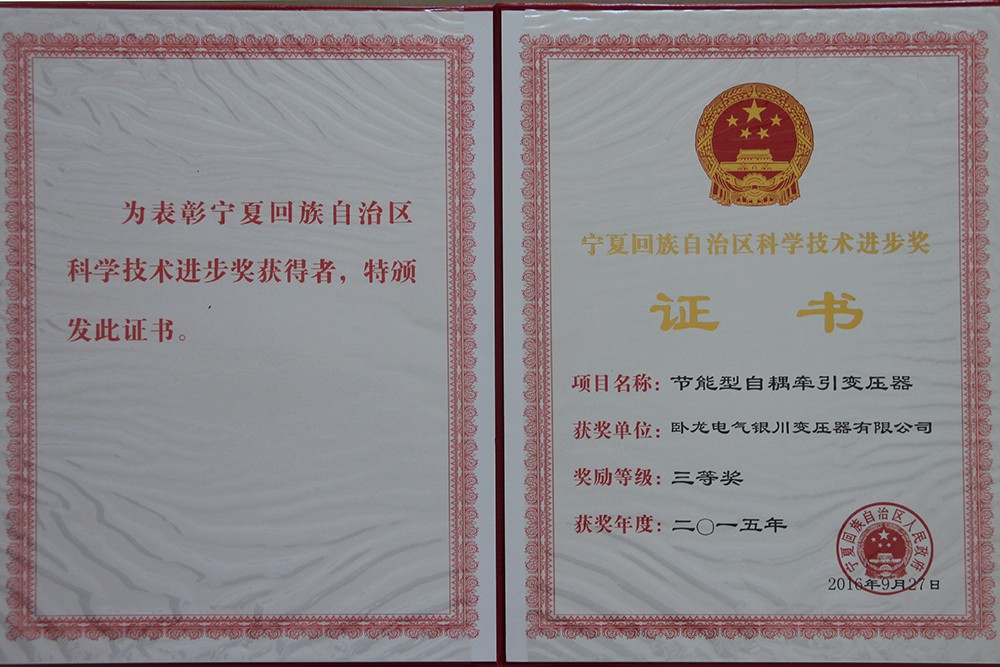 为表彰宁夏回族自治区
科学技术进步奖获得者，特颁
发此证书。
宁夏回族自治区科学技术进步奖
证书
项目名称：节能型自耦牵引变压器
获奖单位：卧龙电气银川变压器有限公司
奖励等级：三等奖
获奖年度：二〇一五年
宁夏回族自治区人民政府
2016年9月27日